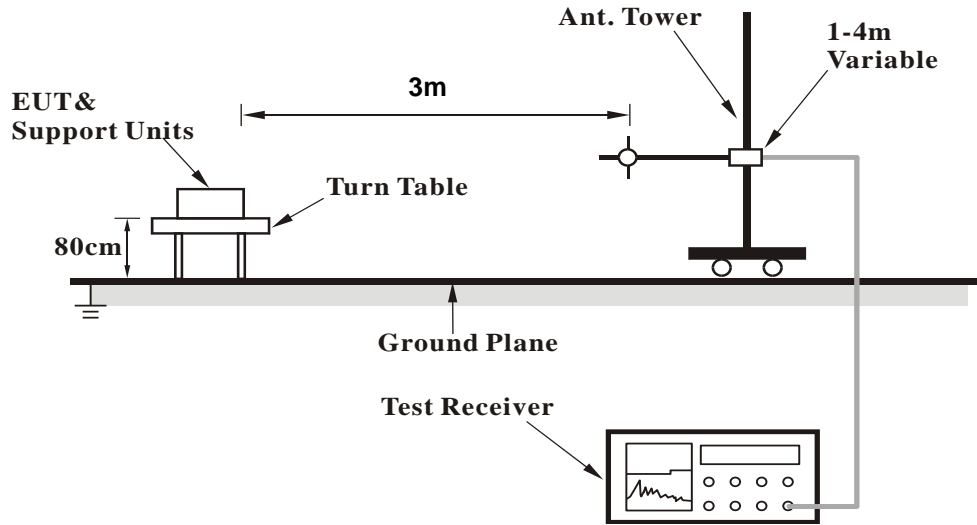 Ant. Tower
1-4m
Variable
3m
EUT&
Support Units
Turn Table
80cm
Ground Plane
Test Receiver